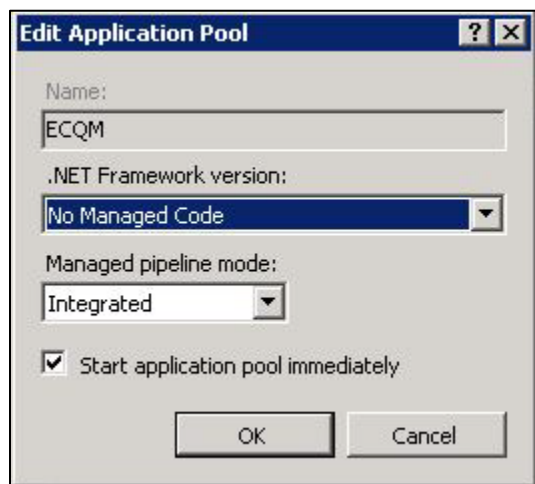 Edit Application Pool
Name:
ECQM
.NET Framework version:
No Managed Code
Managed pipeline mode:
Integrated
Start application pool immediately
OK Cancel